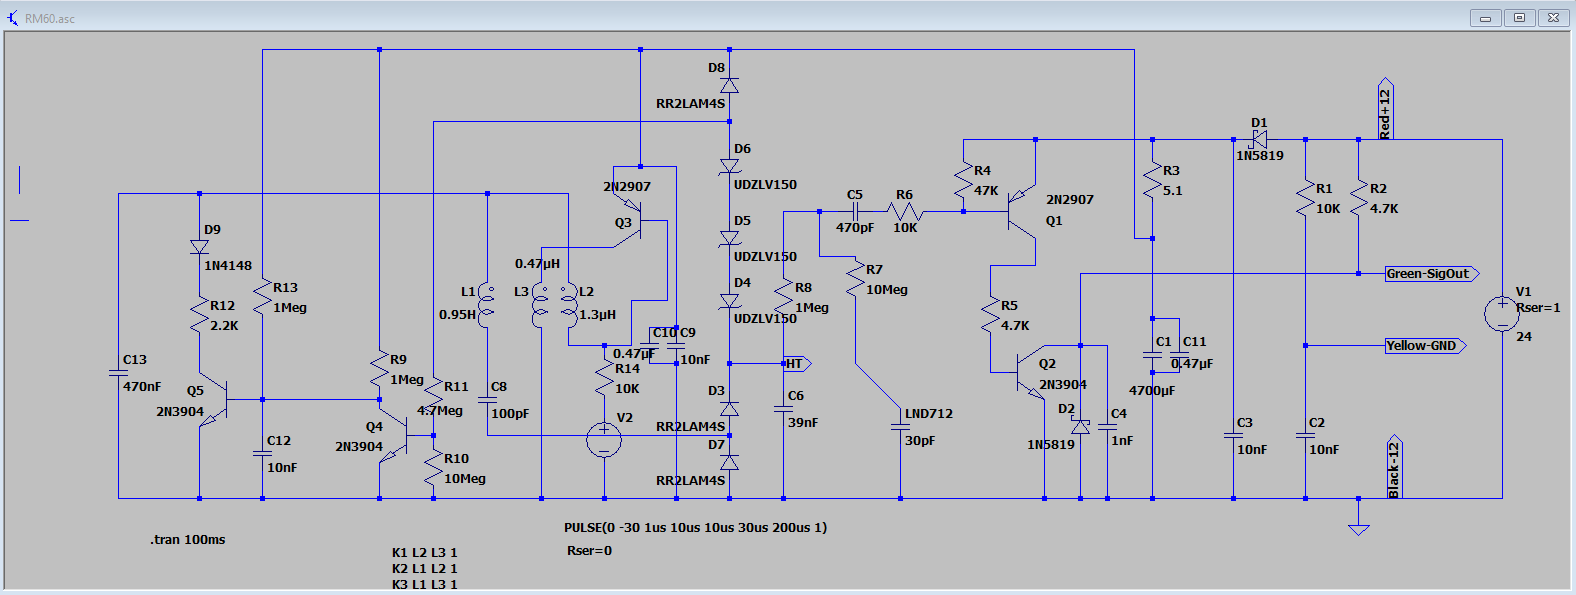 RM60.asc
D8
RR2LAM4S
D6
UDZLV150
D5
UDZLV150
D4
UDZLV150
D9
1N4148
R12
2.2K
R13
1Meg
C13
470nF
Q5
2N3904
C12
10nF
R9
1Meg
Q4
2N3904
R11
4.7Meg
R10
10Meg
L1
0.95H
0.47µH
L3
L2
1.3µH
C8
100pF
2N2907
Q3
C10
C9
0.47µF
10nF
R14
10K
V2
D3
RR2LAM4S
D7
RR2LAM4S
HT
R8
1Meg
C6
39nF
C5
470pF
R6
10K
R7
10Meg
LND712
30pF
R4
47K
2N2907
Q1
R5
4.7K
Q2
2N3904
D2
1N5819
C4
1nF
R3
5.1
C1
C11
0.47µF
4700µF
D1
1N5819
C3
10nF
R1
10K
R2
4.7K
C2
10nF
Red+12
Green-SigOut
Yellow-GND
Black-12
V1
Rser=1
24
PULSE(0 -30 1us 10us 10us 30us 200us 1)
Rser=0
.tran 100ms
K1 L2 L3 1
K2 L1 L2 1
K3 L1 L3 1